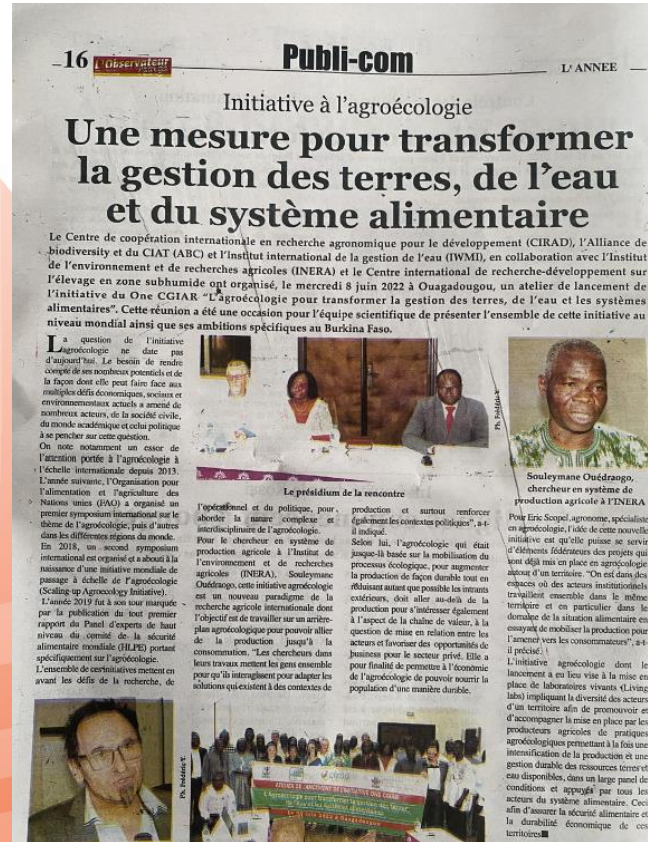 16
L'Observateur
Publi-com
L' ANNEE
Initiative à l'agroécologie
Une mesure pour transformer
la gestion des terres, de l'eau
et du système alimentaire
Le Centre de coopération internationale en recherche agronomique pour le développement (CIRAD), l'Alliance de
biodiversity et du CIAT (ABC) et l'Institut international de la gestion de l'eau (IWMI), en collaboration avec l'Institut
de l'environnement et de recherches agricoles (INERA) et le Centre international de recherche-développement sur
l'élevage en zone subhumide ont organisé, le mercredi 8 juin 2022 à Ouagadougou, un atelier de lancement de
l'initiative du One CGIAR "L'agroécologie pour transformer la gestion des terres, de l'eau et les systèmes
alimentaires". Cette réunion a été une occasion pour l'équipe scientifique de présenter l'ensemble de cette initiative au
niveau mondial ainsi que ses ambitions spécifiques au Burkina Faso.
La question de l'initiative
agroécologie ne date pas
d'aujourd'hui. Le besoin de rendre
compte de ses nombreux potentiels et de
la façon dont elle peut faire face aux
multiples défis économiques, sociaux et
environnementaux actuels a amené de
nombreux acteurs, de la société civile,
du monde académique et celui politique
à se pencher sur cette question.
On note notamment un essor de
l'attention portée à l'agroécologie à
l'échelle internationale depuis 2013.
L'année suivante, l'Organisation pour
l'alimentation et l'agriculture des
Nations unies (FAO) a organisé un
premier symposium international sur le
thème de l'agroécologie, puis d'autres
dans les différentes régions du monde.
En 2018, un second symposium
international est organisé et a abouti à la
naissance d'une initiative mondiale de
passage à échelle de l'agroécologie
(Scaling-up Agroecology Initiative).
L'année 2019 fut à son tour marquée
par la publication du tout premier
rapport du Panel d'experts de haut
niveau du comité de la sécurité
alimentaire mondiale (HLPE) portant
spécifiquement sur l'agroécologie.
L'ensemble de ces initiatives mettent en
avant les défis de la recherche, de
Ph. Frédéric Y.
Le présidium de la rencontre
l'opérationnel et du politique, pour
aborder la nature complexe et
interdisciplinaire de l'agroécologie.
Pour le chercheur en système de
production agricole à l'Institut de
l'environnement et de recherches
agricoles (INERA), Souleymane
Ouédraogo, cette initiative agroécologie
est un nouveau paradigme de la
recherche agricole internationale dont
l'objectif est de travailler sur un arrière-
plan agroécologique pour pouvoir allier
de la production jusqu'à la
consommation. "Les chercheurs dans
leurs travaux mettent les gens ensemble
pour qu'ils interagissent pour adapter les
solutions qui existent à des contextes de
production et surtout renforcer
également les contextes politiques", a-t-
il indiqué.
Selon lui, l'agroécologie qui était
jusque-là basée sur la mobilisation du
processus écologique, pour augmenter
la production de façon durable tout en
réduisant autant que possible les intrants
extérieurs, doit aller au-delà de la
production pour s'intéresser également
à l'aspect de la chaîne de valeur, à la
question de mise en relation entre les
acteurs et favoriser des opportunités de
business pour le secteur privé. Elle a
pour finalité de permettre à l'économie
de l'agroécologie de pouvoir nourrir la
population d'une manière durable.
Ph. Frédéric Y.
ATELIER DE LANCEMENT DE L'INITIATIVE ONE CGIAR
L'Agroécologie pour transformer la gestion des terres,
de l'eau et les systèmes alimentaires
Souleymane Ouédraogo,
chercheur en système de
production agricole à l'INERA
Pour Eric Scopel, agronome, spécialiste
en agroécologie, l'idée de cette nouvelle
initiative est qu'elle puisse se servir
d'éléments fédérateurs des projets qui
sont déjà mis en place en agroécologie
autour d'un territoire. "On est dans des
espaces où des acteurs institutionnels
travaillent ensemble dans le même
territoire et en particulier dans le
domaine de la situation alimentaire en
essayant de mobiliser la production pour
l'amener vers les consommateurs", a-t-
il précisé.
L'initiative agroécologie dont le
lancement a eu lieu vise à la mise en
place de laboratoires vivants (Living
labs) impliquant la diversité des acteurs
d'un territoire afin de promouvoir et
d'accompagner la mise en place par les
producteurs agricoles de pratiques
agroécologiques permettant à la fois une
intensification de la production et une
gestion durable des ressources terres et
eau disponibles, dans un large panel de
conditions et appuyés par tous les
acteurs du système alimentaire. Ceci
afin d'assurer la sécurité alimentaire et
la durabilité économique de ces
territoires■